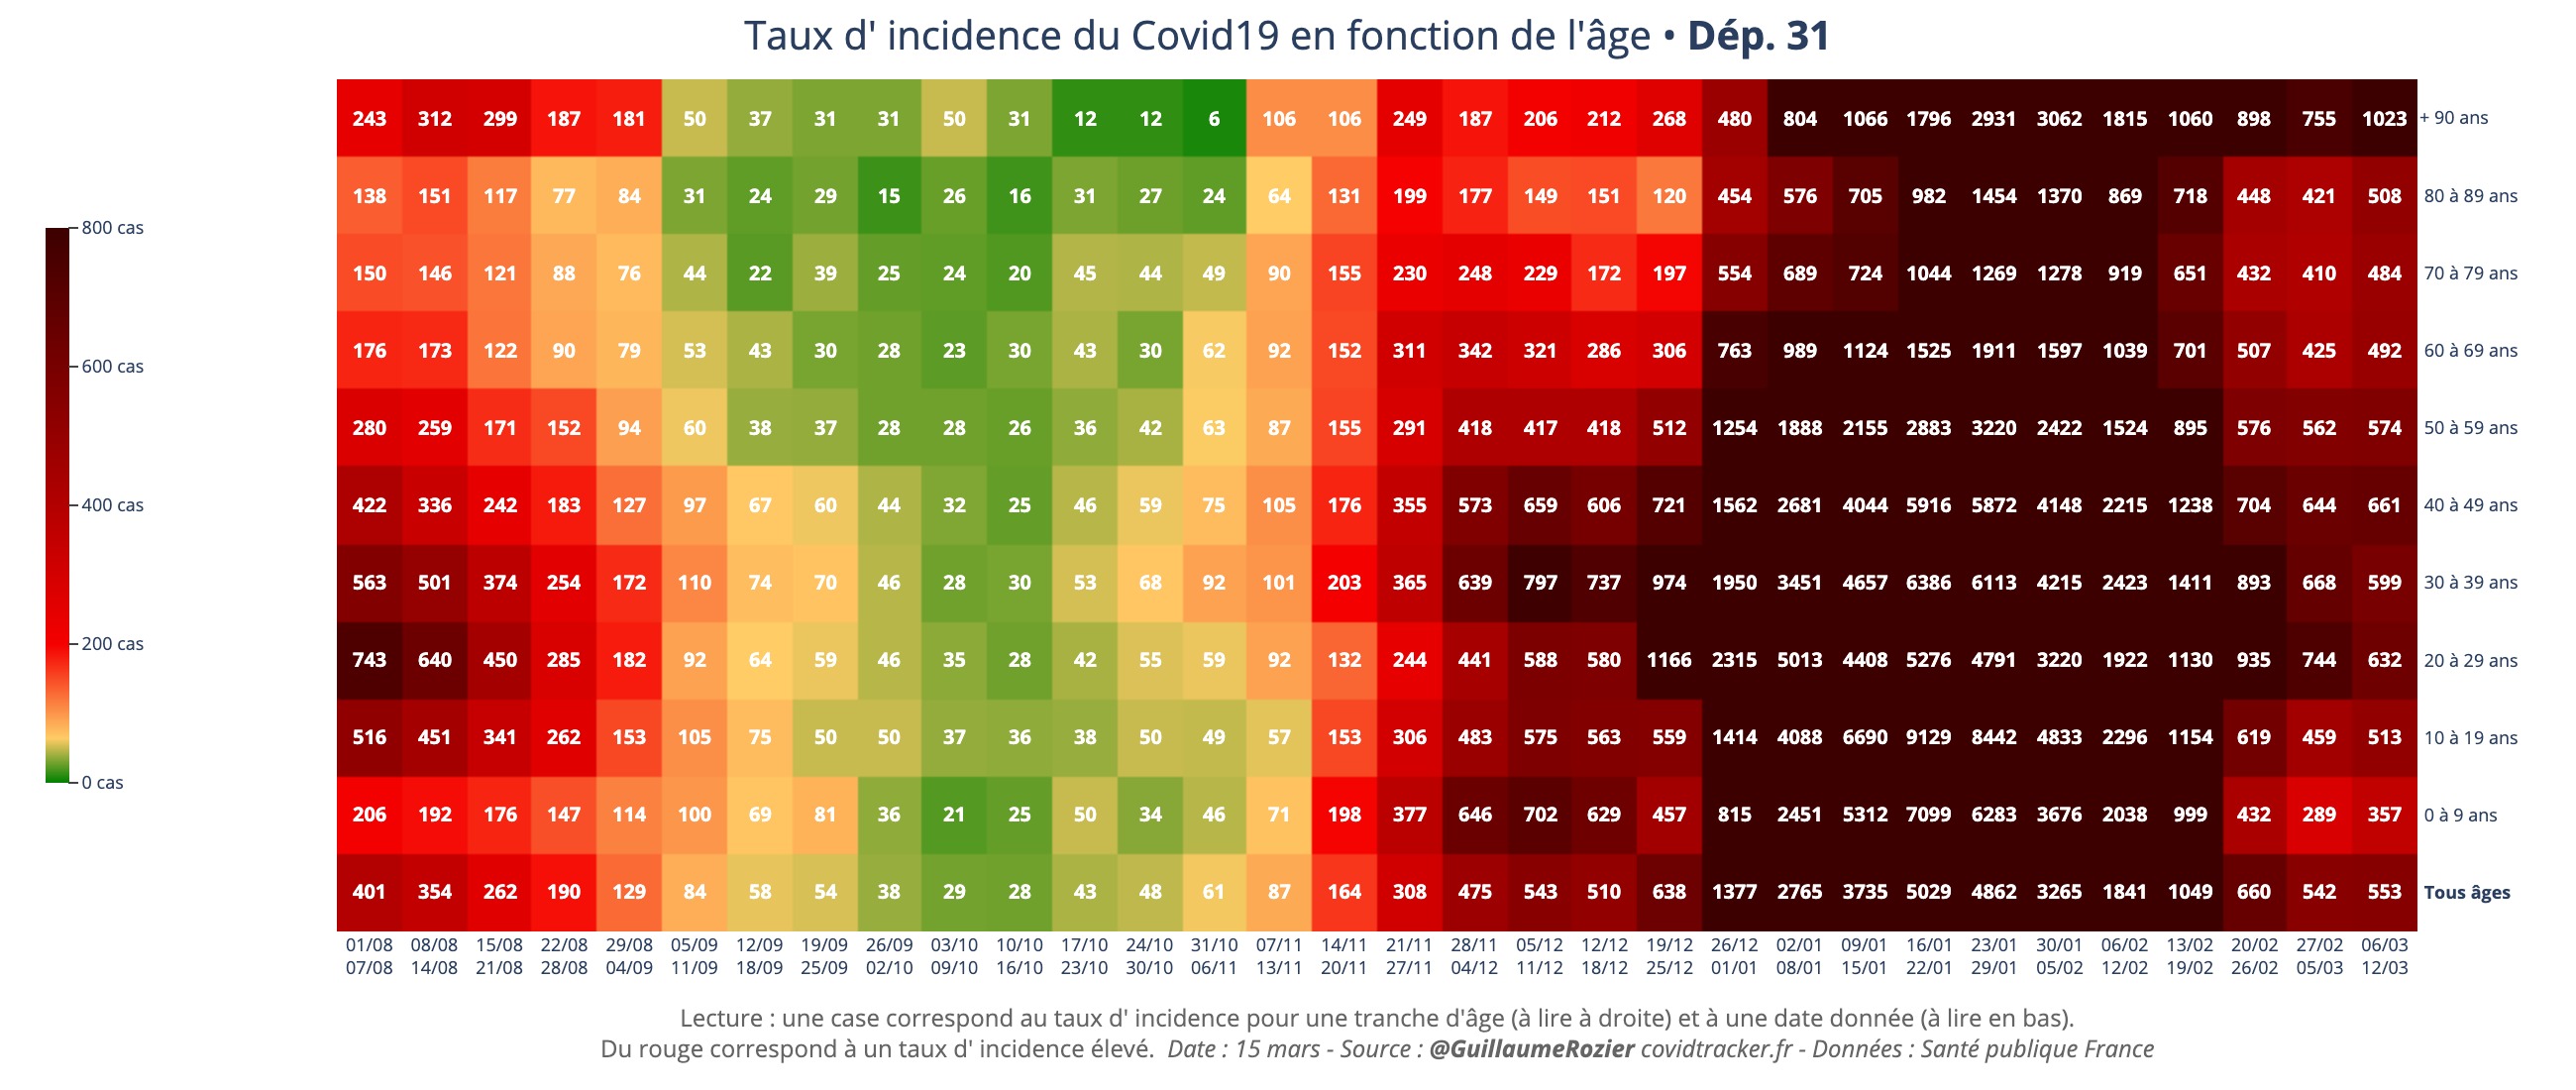 Taux d' incidence du Covid19 en fonction de l'âge • Dép. 31
243 312 299 187 181 50 37 31 31 50 31 12 12 6 106 106 249 187 206 212 268 480 804 1066 1796 2931 3062 1815 1060 898 755 1023 + 90 ans
138 151 117 77 84 31 24 29 15 26 16 31 27 24 64 131 199 177 149 151 120 454 576 705 982 1454 1370 869 718 448 421 508 80 à 89 ans
800 cas
150 146 121 88 76 44 22 39 25 24 20 45 44 49 90 155 230 248 229 172 197 554 689 724 1044 1269 1278 919 651 432 410 484 70 à 79 ans
176 173 122 90 79 53 43 30 28 23 30 43 30 62 92 152 311 342 321 286 306 763 989 1124 1525 1911 1597 1039 701 507 425 492 60 à 69 ans
600 cas
280 259 171 152 94 60 38 37 28 28 26 36 42 63 87 155 291 418 417 418 512 1254 1888 2155 2883 3220 2422 1524 895 576 562 574 50 à 59 ans
400 cas
422 336 242 183 127 97 67 60 44 32 25 46 59 75 105 176 355 573 659 606 721 1562 2681 4044 5916 5872 4148 2215 1238 704 644 661 40 à 49 ans
563 501 374 254 172 110 74 70 46 28 30 53 68 92 101 203 365 639 797 737 974 1950 3451 4657 6386 6113 4215 2423 1411 893 668 599 30 à 39 ans
200 cas
743 640 450 285 182 92 64 59 46 35 28 42 55 59 92 132 244 441 588 580 1166 2315 5013 4408 5276 4791 3220 1922 1130 935 744 632 20 à 29 ans
516 451 341 262 153 105 75 50 50 37 36 38 50 49 57 153 306 483 575 563 559 1414 4088 6690 9129 8442 4833 2296 1154 619 459 513 10 à 19 ans
0 cas
206 192 176 147 114 100 69 81 36 21 25 50 34 46 71 198 377 646 702 629 457 815 2451 5312 7099 6283 3676 2038 999 432 289 357 0 à 9 ans
401 354 262 190 129 84 58 54 38 29 28 43 48 61 87 164 308 475 543 510 638 1377 2765 3735 5029 4862 3265 1841 1049 660 542 553 Tous âges
01/08 08/08 15/08 22/08 29/08 05/09 12/09 19/09 26/09 03/10 10/10 17/10 24/10 31/10 07/11 14/11 21/11 28/11 05/12 12/12 19/12 26/12 02/01 09/01 16/01 23/01 30/01 06/02 13/02 20/02 27/02 06/03
07/08 14/08 21/08 28/08 04/09 11/09 18/09 25/09 02/10 09/10 16/10 23/10 30/10 06/11 13/11 20/11 27/11 04/12 11/12 18/12 25/12 01/01 08/01 15/01 22/01 29/01 05/02 12/02 19/02 26/02 05/03 12/03
Lecture : une case correspond au taux d' incidence pour une tranche d'âge (à lire à droite) et à une date donnée (à lire en bas).
Du rouge correspond à un taux d' incidence élevé. Date : 15 mars - Source : @GuillaumeRozier covidtracker.fr - Données : Santé publique France